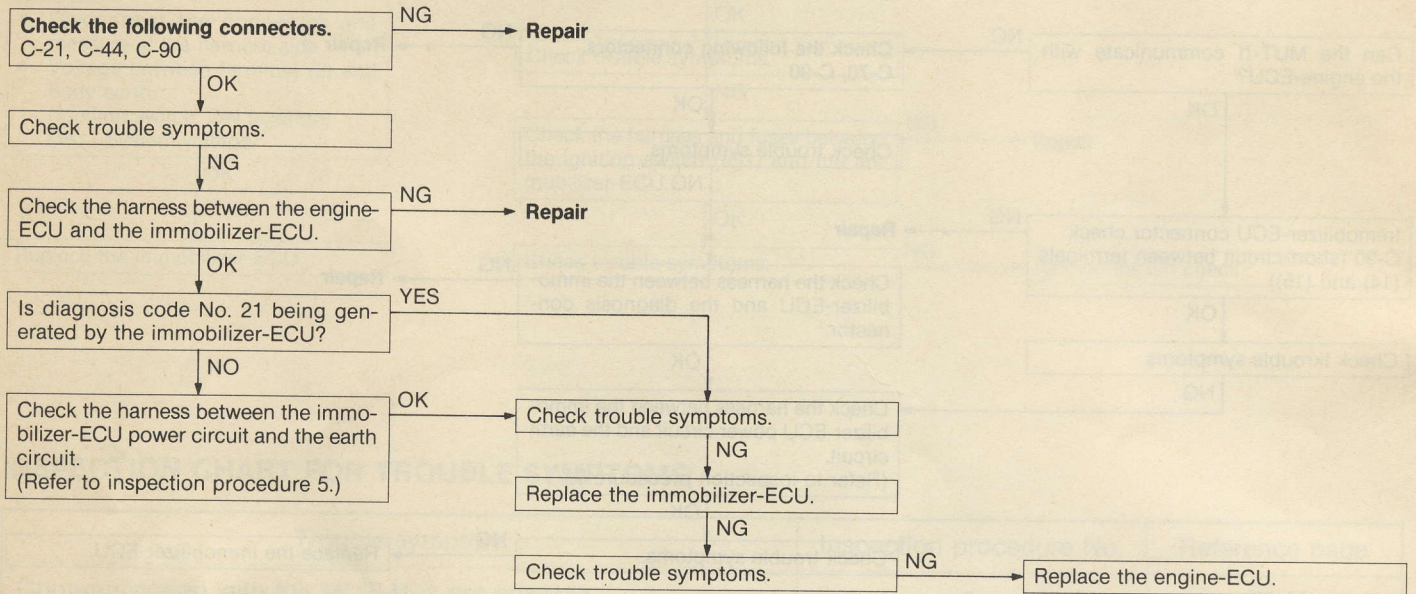 Check the following connectors.
C-21, C-44, C-90
NG
Repair
OK
Check trouble symptoms.
NG
Check the harness between the engine-
ECU and the immobilizer-ECU.
NG
Repair
OK
Is diagnosis code No. 21 being gen-
erated by the immobilizer-ECU?
YES
NO
Check the harness between the immo-
bilizer-ECU power circuit and the earth
circuit.
(Refer to inspection procedure 5.)
OK
Check trouble symptoms.
NG
Replace the immobilizer-ECU.
NG
Check trouble symptoms.
NG
Replace the engine-ECU.